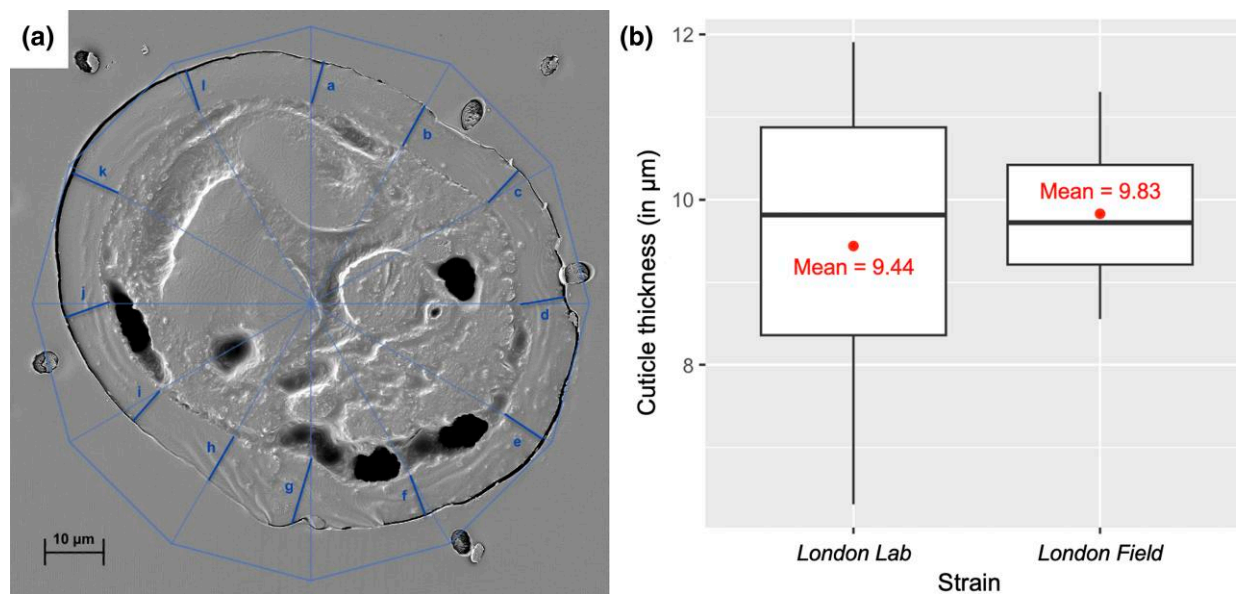 (a)
l
a
b
k
c
j
d
i
e
h
g
f
10 µm
(b)
12
10
8
Cuticle thickness (in µm)
Mean = 9.83
Mean = 9.44
London Lab
London Field
Strain